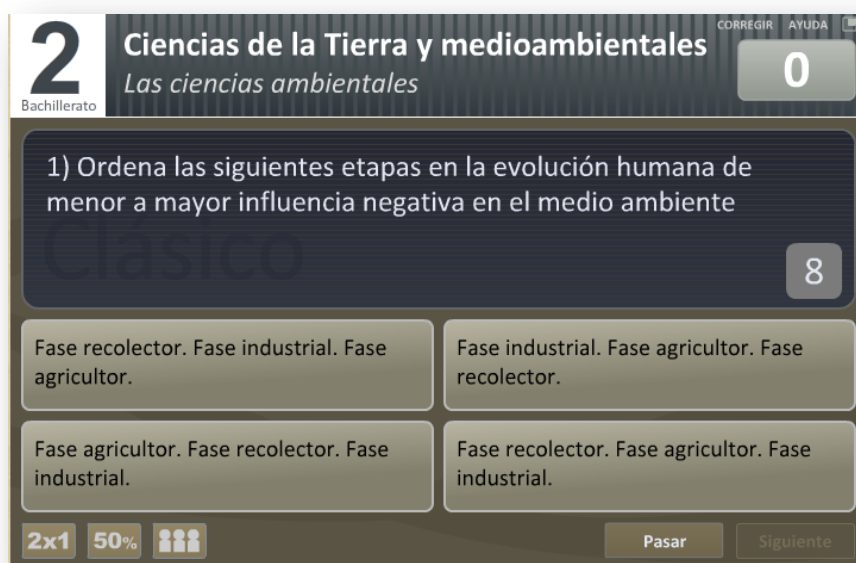 2
Bachillerato
Ciencias de la Tierra y medioambientales
Las ciencias ambientales
CORREGIR AYUDA
0
1) Ordena las siguientes etapas en la evolución humana de
menor a mayor influencia negativa en el medio ambiente
Clásico
8
Fase recolector. Fase industrial. Fase
agricultor.
Fase industrial. Fase agricultor. Fase
recolector.
Fase agricultor. Fase recolector. Fase
industrial.
Fase recolector. Fase agricultor. Fase
industrial.
2x1 50%
Pasar
Siguiente